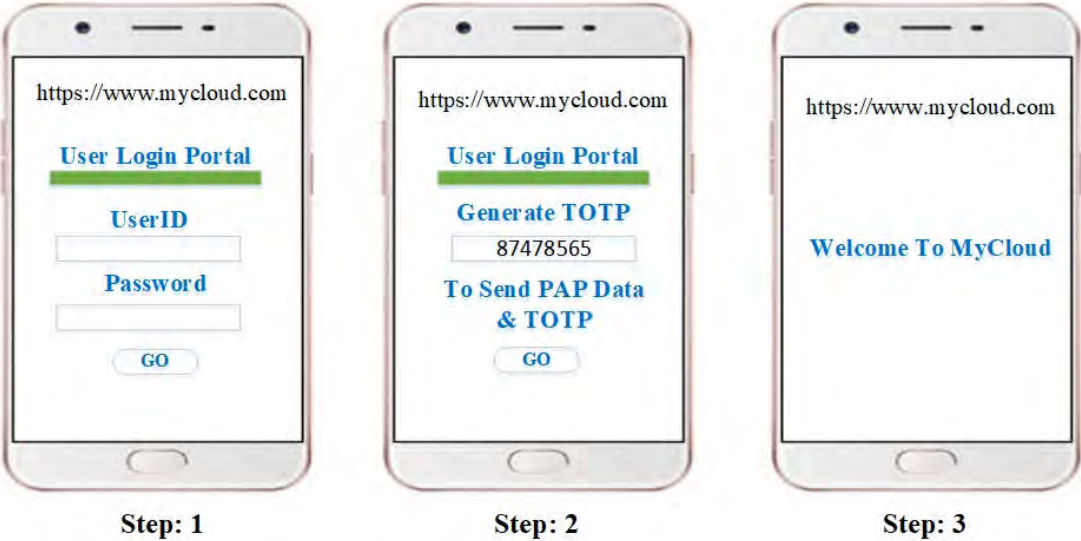 https://www.mycloud.com
User Login Portal
UserID
Password
GO
Step: 1
https://www.mycloud.com
User Login Portal
Generate TOTP
87478565
To Send PAP Data
& TOTP
GO
Step: 2
https://www.mycloud.com
Welcome To MyCloud
Step: 3